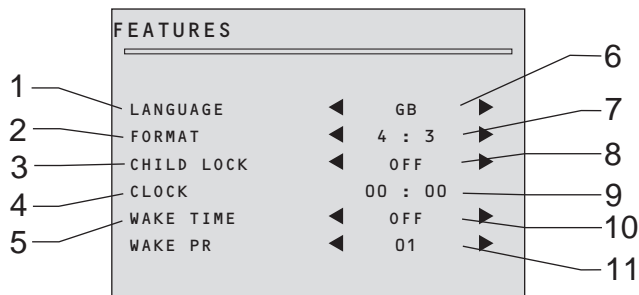 FEATURES
1 LANGUAGE ◀ GB ▶ 6
2 FORMAT ◀ 4 : 3 ▶ 7
3 CHILD LOCK ◀ OFF ▶ 8
4 CLOCK 00 : 00 9
5 WAKE TIME ◀ OFF ▶ 10
WAKE PR ◀ 01 ▶ 11